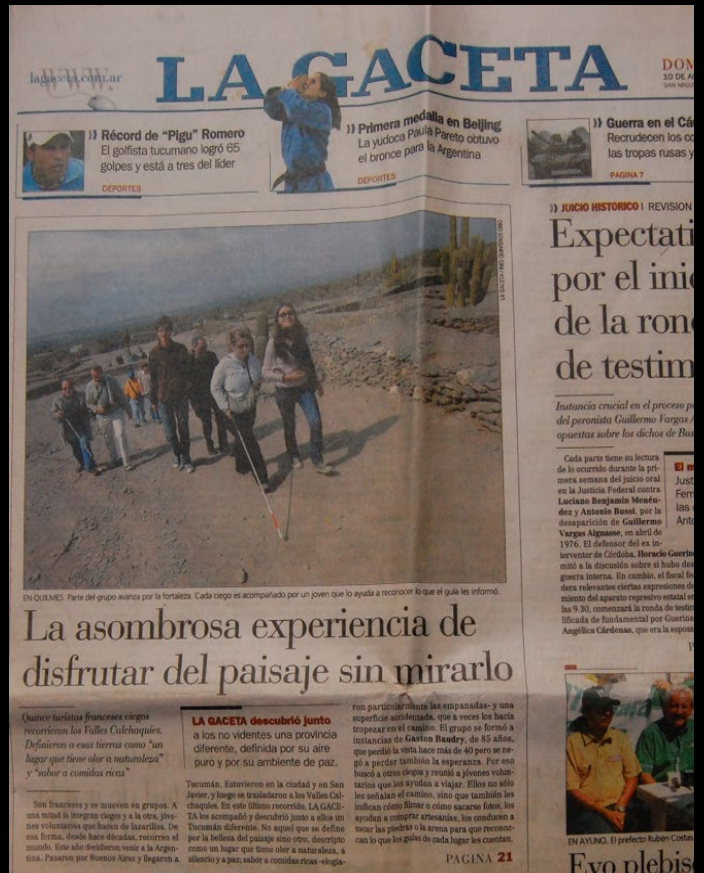 www.
lagaceta.com.ar
LA GACETA
DOM
10 DE A
SAN MIGU
)) Récord de "Pigu" Romero
El golfista tucumano logró 65
golpes y está a tres del líder
DEPORTES
)) Primera medalla en Beijing
La yudoca Paula Pareto obtuvo
el bronce para la Argentina
DEPORTES
)) Guerra en el Cá
Recrudecen los co
las tropas rusas y
PAGINA 7
)) JUICIO HISTORICO | REVISION
Expectati
por el inic
de la rond
de testim
Instancia crucial en el proceso p
del peronista Guillermo Vargas A
opuestas sobre los dichos de Bus
Cada parte tiene su lectura
de lo ocurrido durante la pri-
mera semana del juicio oral
en la Justicia Federal contra
Luciano Benjamín Menén-
dez y Antonio Bussi, por la
desaparición de Guillermo
Vargas Aignasse, en abril de
1976. El defensor del ex in-
terventor de Córdoba, Horacio Guerin
mitó a la discusión sobre si hubo des
guerra interna. En cambio, el fiscal fe
dera relevantes ciertas expresiones de
miento del aparato represivo estatal en
las 9.30, comenzará la ronda de testim
lificada de fundamental por Guerine
Angélica Cárdenas, que era la esposa
El m
Just
Fern
las
Anto
EN QUILMES. Parte del grupo avanza por la fortaleza. Cada ciego es acompañado por un joven que lo ayuda a reconocer lo que el guía les informó.
La asombrosa experiencia de
disfrutar del paisaje sin mirarlo
Quince turistas franceses ciegos
recorrieron los Valles Calchaquíes.
Definieron a esas tierras como "un
lugar que tiene olor a naturaleza"
y "sabor a comidas ricas"
Son franceses y se mueven en grupos. A
una mitad la integran ciegos y a la otra, jóve-
nes voluntarios que hacen de lazarillos. De
esa forma, desde hace décadas, recorren el
mundo. Este año decidieron venir a la Argen-
tina. Pasaron por Buenos Aires y llegaron a
LA GACETA descubrió junto
a los no videntes una provincia
diferente, definida por su aire
puro y por su ambiente de paz.
Tucumán. Estuvieron en la ciudad y en San
Javier, y luego se trasladaron a los Valles Cal-
chaquíes. En este último recorrido, LA GACE-
TA los acompañó y descubrió junto a ellos un
Tucumán diferente. No aquel que se define
por la belleza del paisaje sino otro, descripto
como un lugar que tiene olor a naturaleza, a
silencio y a paz; sabor a comidas ricas -elogia-
ron particularmente las empanadas- y una
superficie accidentada, que a veces los hacía
tropezar en el camino. El grupo se formó a
instancias de Gaston Baudry, de 85 años,
que perdió la vista hace más de 40 pero se ne-
gó a perder también la esperanza. Por eso
buscó a otros ciegos y reunió a jóvenes volun-
tarios que los ayudan a viajar. Ellos no sólo
les señalan el camino, sino que también les
indican cómo filmar o cómo sacarse fotos, los
ayudan a comprar artesanías, los conducen a
tocar las piedras o la arena para que reconoz-
can lo que los guías de cada lugar les cuentan.
PAGINA 21
EN AYUNO. El prefecto Rubén Costas
Evo plebis